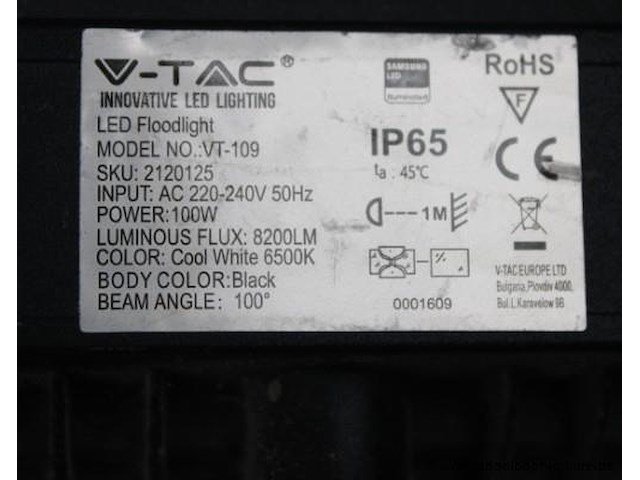 V-TAC®
INNOVATIVE LED LIGHTING
LED Floodlight
MODEL NO.:VT-109
SKU: 2120125
INPUT: AC 220-240V 50Hz
POWER:100W
LUMINOUS FLUX: 8200LM
COLOR: Cool White 6500K
BODY COLOR:Black
BEAM ANGLE: 100°
SAMSUNG
LED
IP65
ta : 45℃
1M
0001609
RoHS
F
CE
V-TAC EUROPE LTD
Bulgaria, Plovdiv 4000,
Bul. L. Karavelow 9B